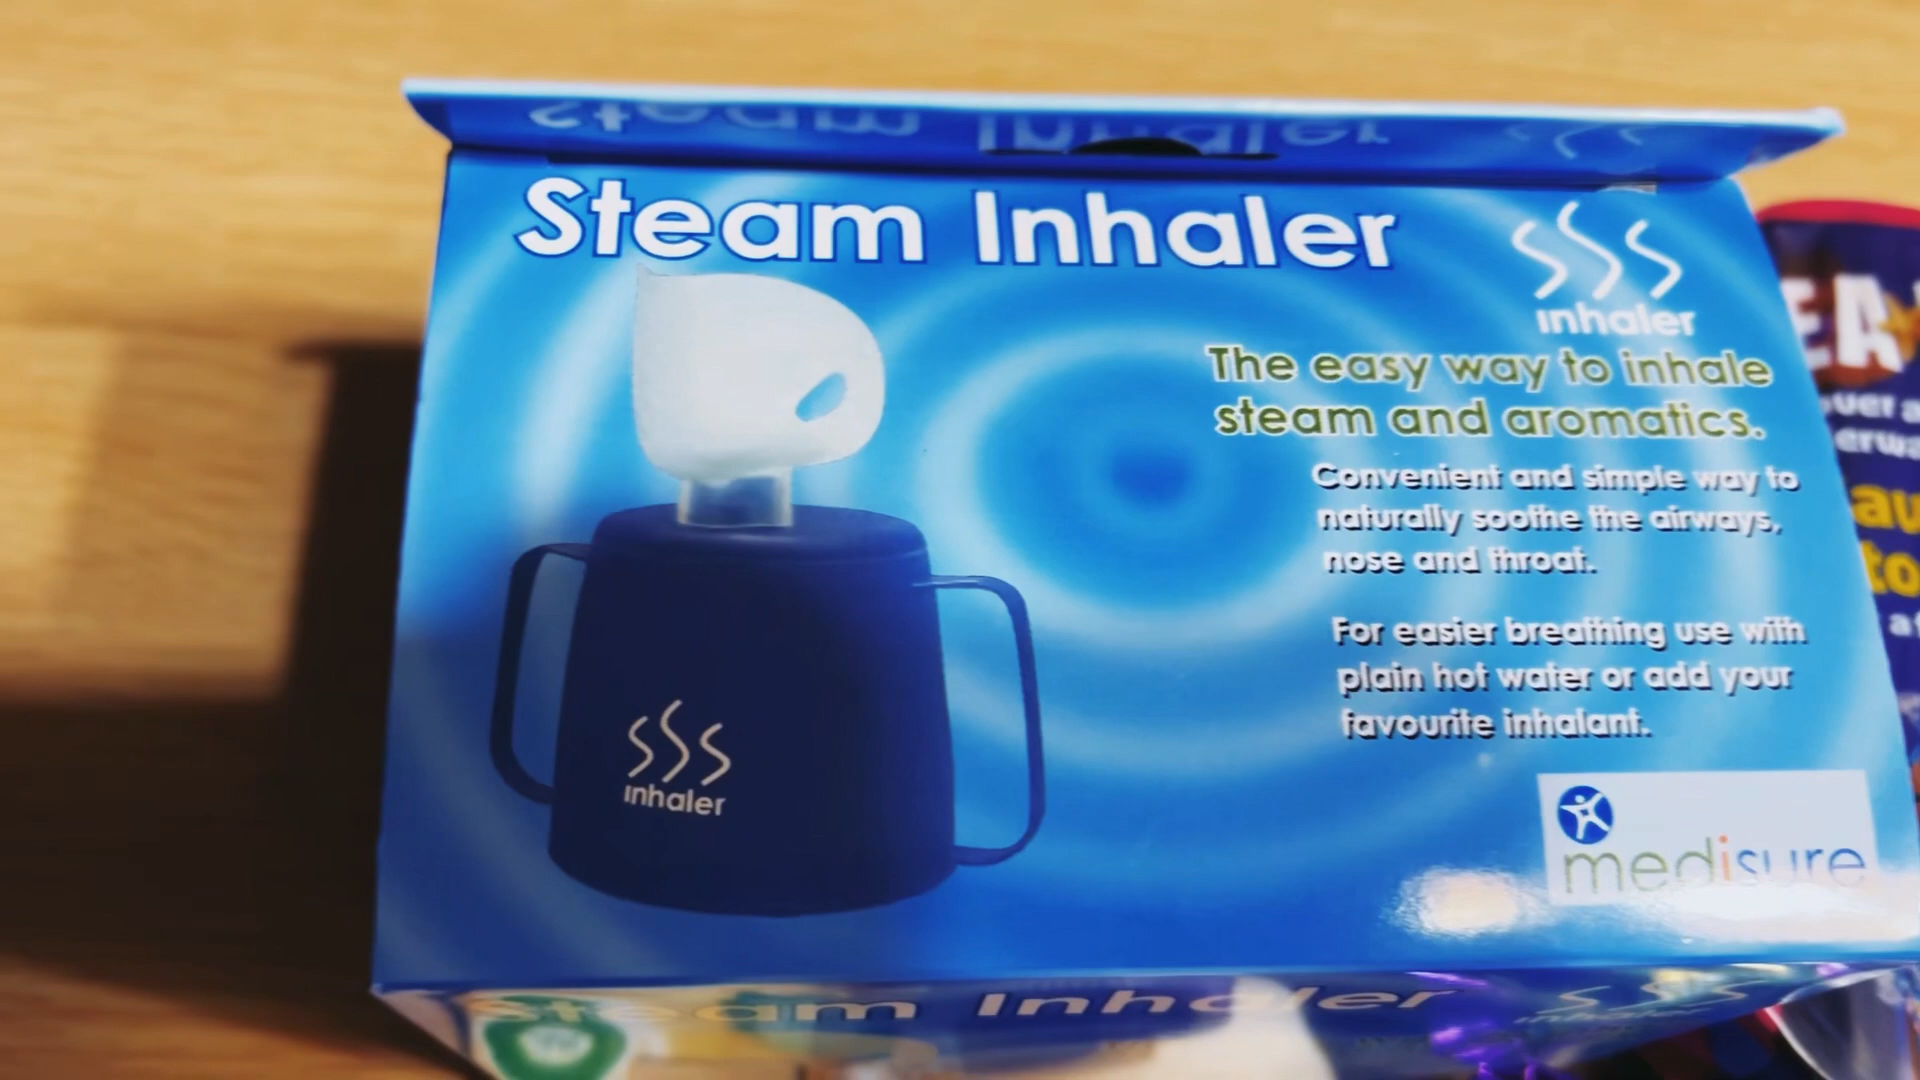 Steam Inhaler
Steam Inhaler
inhaler
The easy way to inhale
steam and aromatics.
Convenient and simple way to
naturally soothe the airways,
nose and throat.
For easier breathing use with
plain hot water or add your
favourite inhalant.
inhaler
medisure
Steam Inhaler